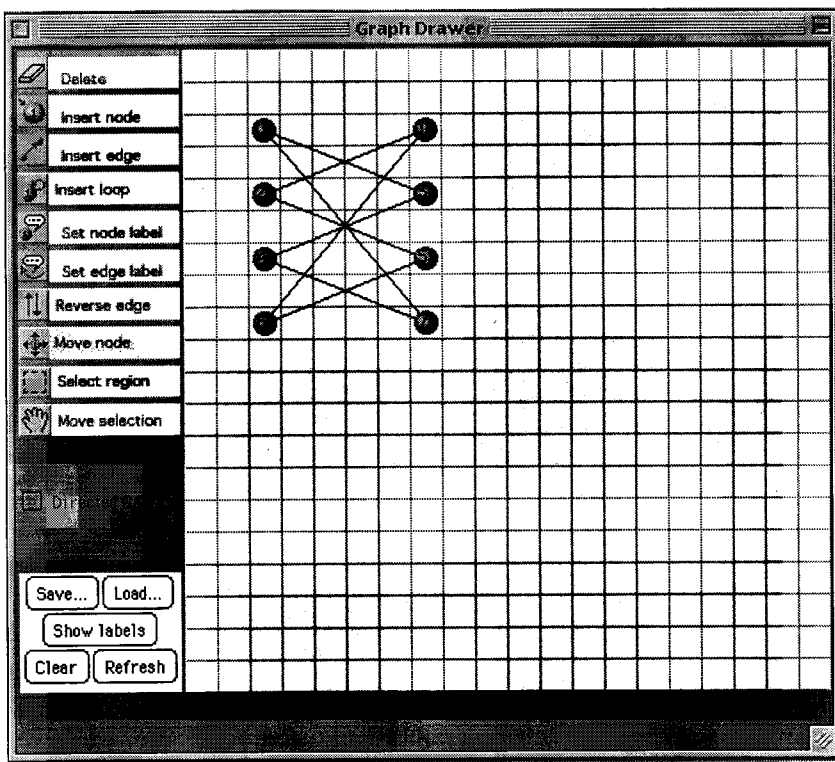 Graph Drawer
Delete
Insert node
Insert edge
Insert loop
Set node label
Set edge label
Reverse edge
Move node
Select region
Move selection
Save... Load...
Show labels
Clear Refresh